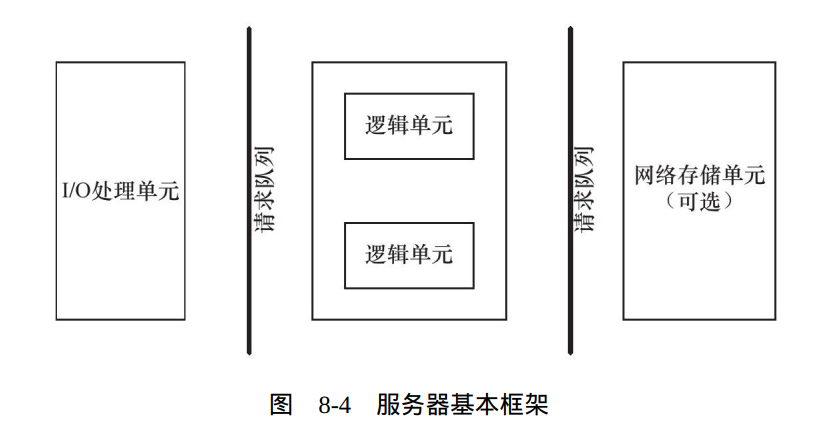 I/O处理单元
请求队列
逻辑单元
逻辑单元
请求队列
网络存储单元
（可选）
图 8-4 服务器基本框架